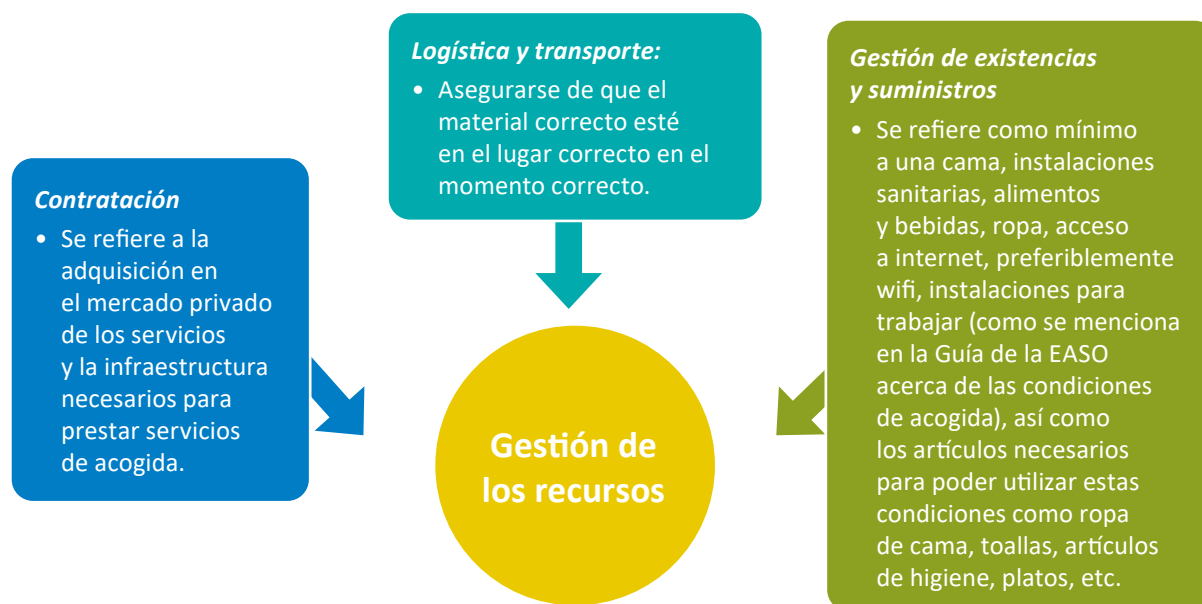 Contratación
• Se refiere a la
adquisición en
el mercado privado
de los servicios
y la infraestructura
necesarios para
prestar servicios
de acogida.
Logística y transporte:
• Asegurarse de que el
material correcto esté
en el lugar correcto en el
momento correcto.
Gestión de existencias
y suministros
• Se refiere como mínimo
a una cama, instalaciones
sanitarias, alimentos
y bebidas, ropa, acceso
a internet, preferiblemente
wifi, instalaciones para
trabajar (como se menciona
en la Guía de la EASO
acerca de las condiciones
de acogida), así como
los artículos necesarios
para poder utilizar estas
condiciones como ropa
de cama, toallas, artículos
de higiene, platos, etc.
Gestión de
los recursos